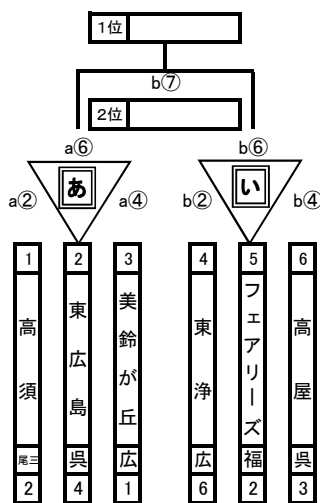 1位
b⑦
2位
a⑥
b⑥
あ
い
a②
a④
b②
b④
1
2
3
4
5
6
高須
東広島
美鈴が丘
東浄
フェアリーズ
高屋
尾三
呉
広
広
福
呉
2
4
1
6
2
3